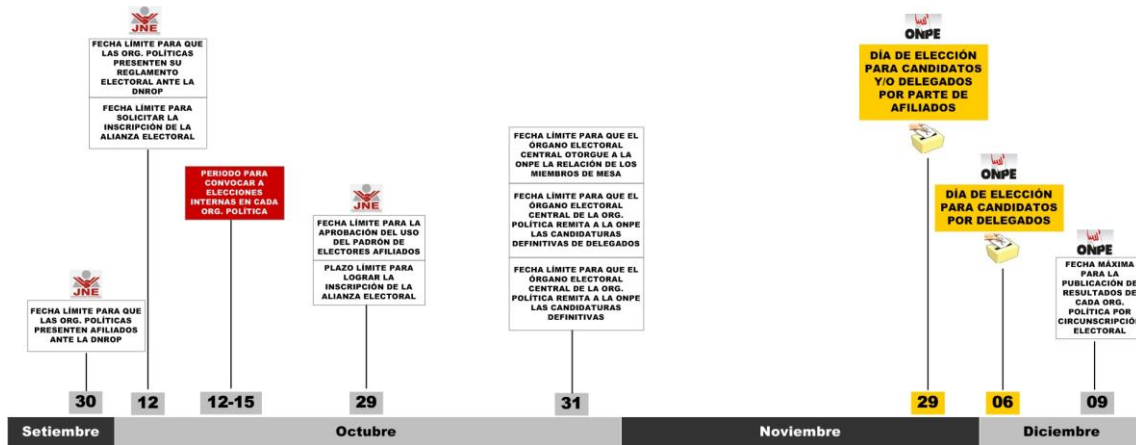 JNE
FECHA LÍMITE PARA QUE
LAS ORG. POLÍTICAS
PRESENTEN AFILIADOS
ANTE LA DNROP
JNE
FECHA LÍMITE PARA QUE
LAS ORG. POLÍTICAS
PRESENTEN SU
REGLAMENTO
ELECTORAL ANTE LA
DNROP
FECHA LÍMITE PARA
SOLICITAR LA
INSCRIPCIÓN DE LA
ALIANZA ELECTORAL
PERIODO PARA
CONVOCAR A
ELECCIONES
INTERNAS EN CADA
ORG. POLÍTICA
JNE
FECHA LÍMITE PARA LA
APROBACIÓN DEL USO
DEL PADRÓN DE
ELECTORES AFILIADOS
PLAZO LÍMITE PARA
LOGRAR LA
INSCRIPCIÓN DE LA
ALIANZA ELECTORAL
FECHA LÍMITE PARA QUE EL
ÓRGANO ELECTORAL
CENTRAL OTORGUE A LA
ONPE LA RELACIÓN DE LOS
MIEMBROS DE MESA
FECHA LÍMITE PARA QUE EL
ÓRGANO ELECTORAL
CENTRAL DE LA ORG.
POLÍTICA REMITA A LA ONPE
LAS CANDIDATURAS
DEFINITIVAS DE DELEGADOS
FECHA LÍMITE PARA QUE EL
ÓRGANO ELECTORAL
CENTRAL DE LA ORG.
POLÍTICA REMITA A LA ONPE
LAS CANDIDATURAS
DEFINITIVAS
ONPE
DÍA DE ELECCIÓN
PARA CANDIDATOS
Y/O DELEGADOS
POR PARTE DE
AFILIADOS
ONPE
DÍA DE ELECCIÓN
PARA CANDIDATOS
POR DELEGADOS
ONPE
FECHA MÁXIMA
PARA LA
PUBLICACIÓN DE
RESULTADOS DE
CADA ORG.
POLÍTICA POR
CIRCUNSCRIPCIÓN
ELECTORAL
30 12 12-15 29 31 29 06 09
Setiembre Octubre Noviembre Diciembre